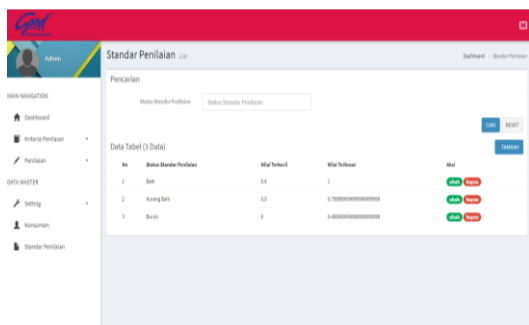 Good
Admin
Standar Penilaian List
Dashboard › Standar Penilaian
MAIN NAVIGATION
Dashboard
Kriteria Penilaian
Penilaian
DATA MASTER
Setting
Konsumen
Standar Penilaian
Pencarian
Status Standar Penilaian
Status Standar Penilaian
CARI RESET
Data Tabel (3 Data)
TAMBAH
No Status Standar Penilaian Nilai Terkecil Nilai Terbesar Aksi
1 Baik 0.8 1 ubah hapus
2 Kurang Baik 0.5 ubah hapus
3 Buruk 0 ubah hapus